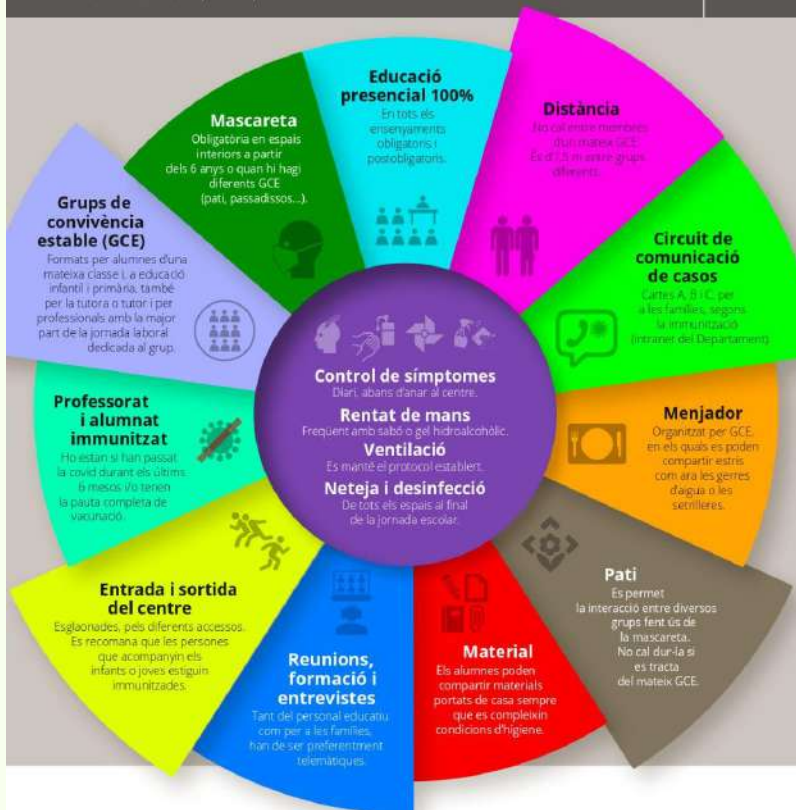 Educació
presencial 100%
En tots els
ensenyaments
obligatoris i
postobligatoris.
Distància
No cal entre membres
d'un mateix GCE.
És d'1,5 m entre grups
diferents.
Circuit de
comunicació
de casos
Cartes A, B i C, per
a les famílies, segons
la immunització
(intranet del Departament)
Menjador
Organitzat per GCE,
en els quals es poden
compartir estris
com ara les gerres
d'aigua o les
setrilleres.
Pati
Es permet
la interacció entre diversos
grups fent ús de
la mascareta.
No cal dur-la si
es tracta
del mateix GCE.
Material
Els alumnes poden
compartir materials
portats de casa sempre
que es compleixin
condicions d'higiene.
Reunions,
formació i
entrevistes
Tant del personal educatiu
com per a les famílies,
han de ser preferentment
telemàtiques.
Entrada i sortida
del centre
Esglaonades, pels diferents accessos.
Es recomana que les persones
que acompanyin els
infants o joves estiguin
immunitzades.
Professorat
i alumnat
immunitzat
Ho estan si han passat
la covid durant els últims
6 mesos i/o tenen
la pauta completa de
vacunació.
Grups de
convivència
estable (GCE)
Formats per alumnes d'una
mateixa classe i, a educació
infantil i primària, també
per la tutora o tutor i per
professionals amb la major
part de la jornada laboral
dedicada al grup.
Mascareta
Obligatòria en espais
interiors a partir
dels 6 anys o quan hi hagi
diferents GCE
(pati, passadissos...).
Control de símptomes
Diari, abans d'anar al centre.
Rentat de mans
Freqüent amb sabó o gel hidroalcohòlic.
Ventilació
Es manté el protocol establert.
Neteja i desinfecció
De tots els espais al final
de la jornada escolar.